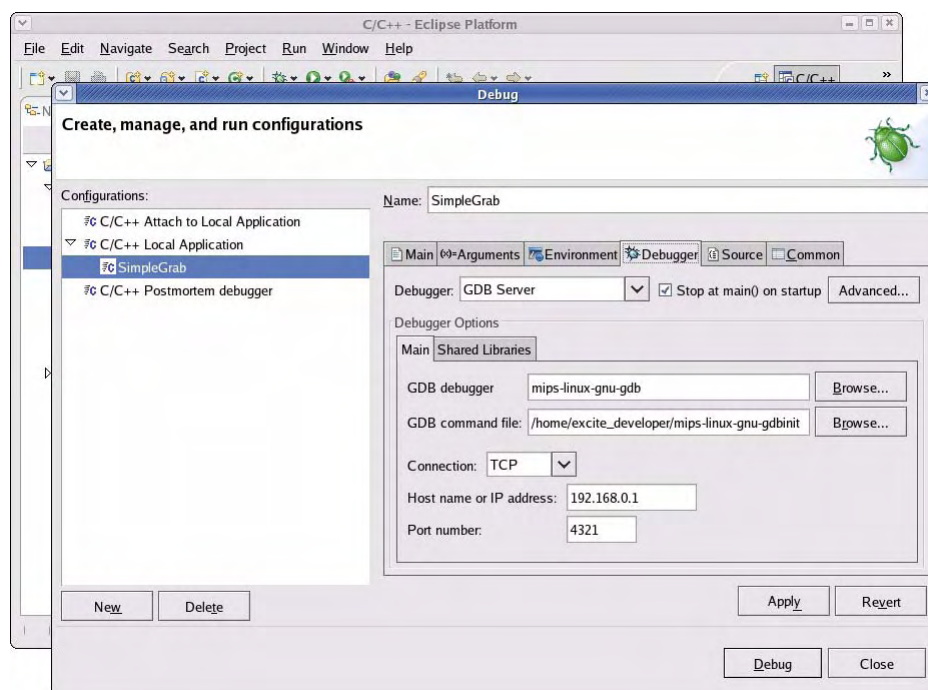 C/C++ - Eclipse Platform
File Edit Navigate Search Project Run Window Help
C/C++ »
N
Debug
Create, manage, and run configurations
Configurations:
C/C++ Attach to Local Application
C/C++ Local Application
SimpleGrab
C/C++ Postmortem debugger
Name: SimpleGrab
Main (x)=Arguments Environment Debugger Source Common
Debugger: GDB Server Stop at main() on startup Advanced...
Debugger Options
Main Shared Libraries
GDB debugger mips-linux-gnu-gdb Browse...
GDB command file: /home/excite_developer/mips-linux-gnu-gdbinit Browse...
Connection: TCP
Host name or IP address: 192.168.0.1
Port number: 4321
New Delete
Apply Revert
Debug Close